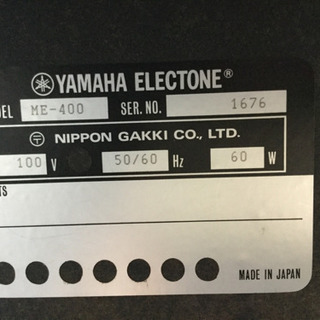 YAMAHA ELECTONE®
DEL ME-400 SER. NO. 1676
〒 NIPPON GAKKI CO., LTD.
100 V 50/60 Hz 60 W
TS
MADE IN JAPAN